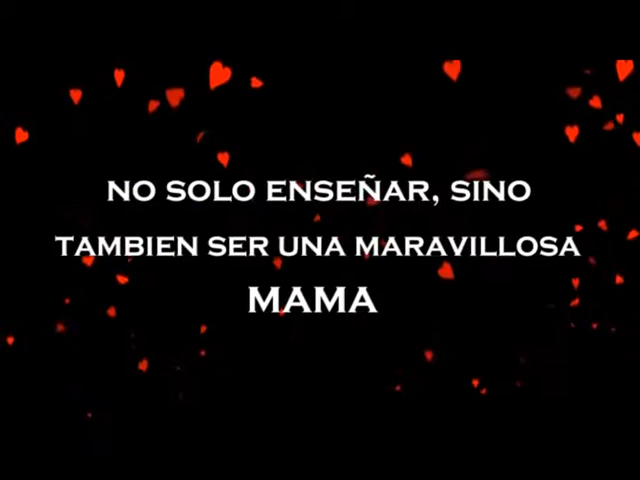 NO SOLO ENSEÑAR, SINO
TAMBIEN SER UNA MARAVILLOSA
MAMA